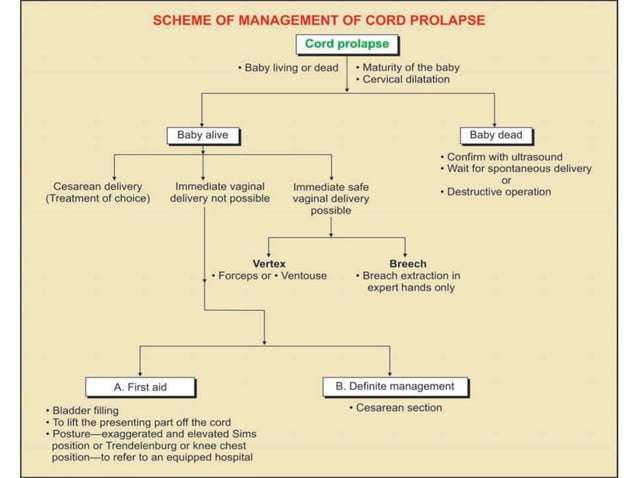 SCHEME OF MANAGEMENT OF CORD PROLAPSE
Cord prolapse
• Baby living or dead
• Maturity of the baby
• Cervical dilatation
Baby alive
Baby dead
• Confirm with ultrasound
• Wait for spontaneous delivery
or
• Destructive operation
Cesarean delivery
(Treatment of choice)
Immediate vaginal
delivery not possible
Immediate safe
vaginal delivery
possible
Vertex
• Forceps or • Ventouse
Breech
• Breach extraction in
expert hands only
A. First aid
• Bladder filling
• To lift the presenting part off the cord
• Posture—exaggerated and elevated Sims
position or Trendelenburg or knee chest
position—to refer to an equipped hospital
B. Definite management
• Cesarean section